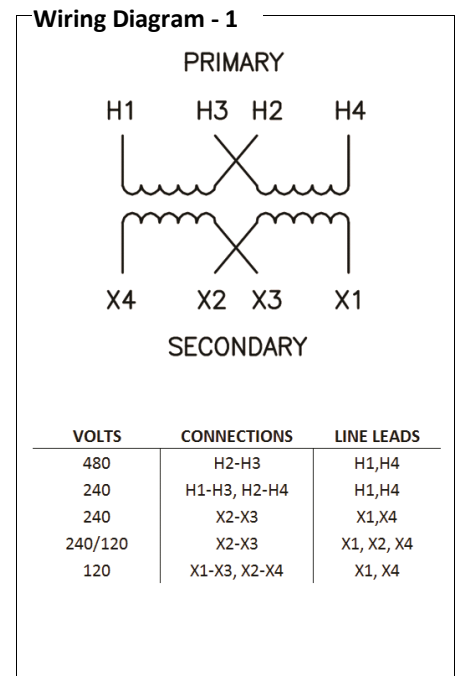 Wiring Diagram - 1
PRIMARY
H1 H3 H2 H4
X4 X2 X3 X1
SECONDARY
VOLTS CONNECTIONS LINE LEADS
480 H2-H3 H1,H4
240 H1-H3, H2-H4 H1,H4
240 X2-X3 X1,X4
240/120 X2-X3 X1, X2, X4
120 X1-X3, X2-X4 X1, X4